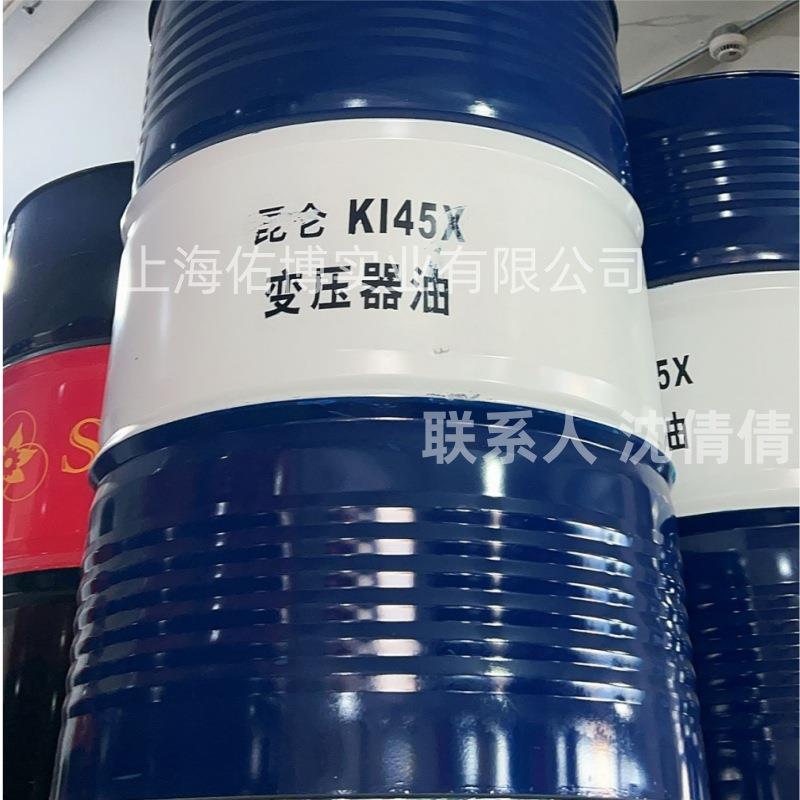 昆仑 KI45X
上海佑博实业有限公司
变压器油
5X
联系人 沈倩倩
油
S